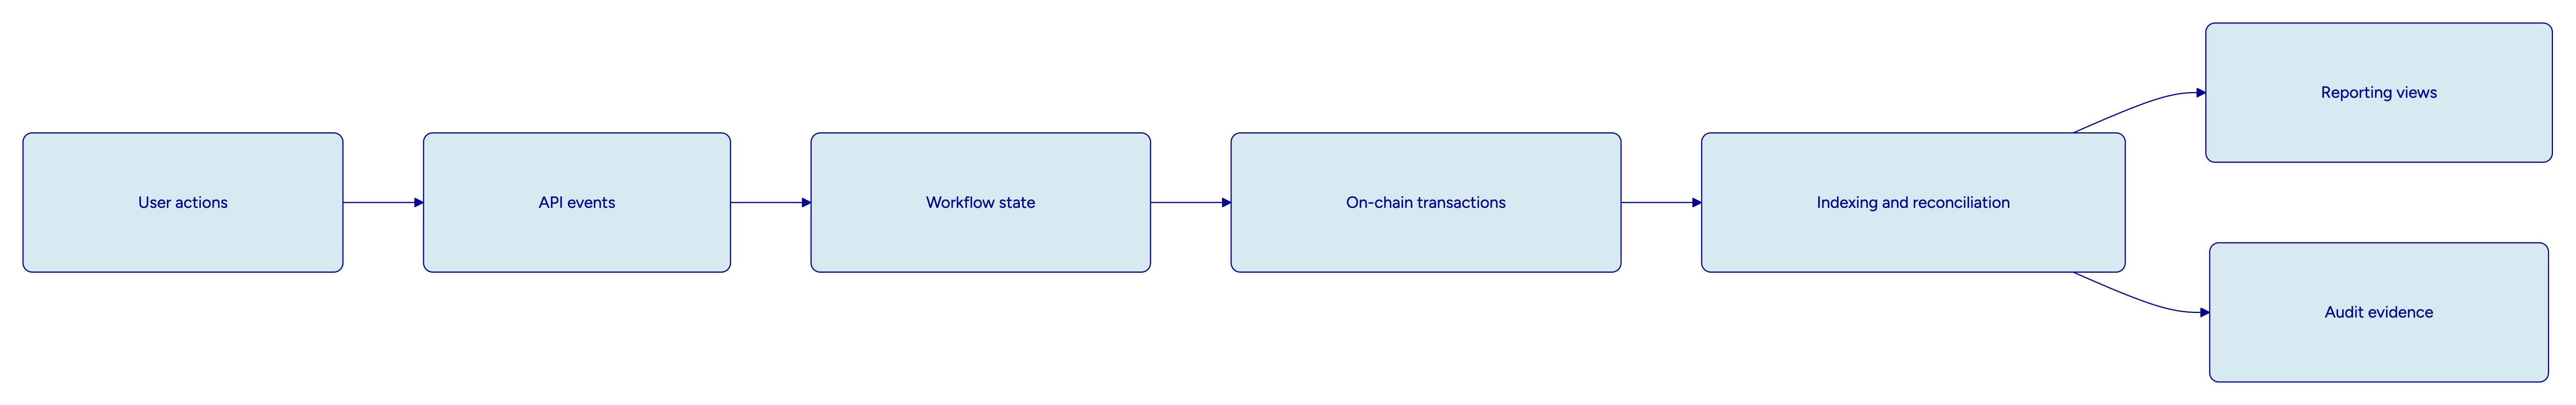 User actions
API events
Workflow state
On-chain transactions
Indexing and reconciliation
Reporting views
Audit evidence